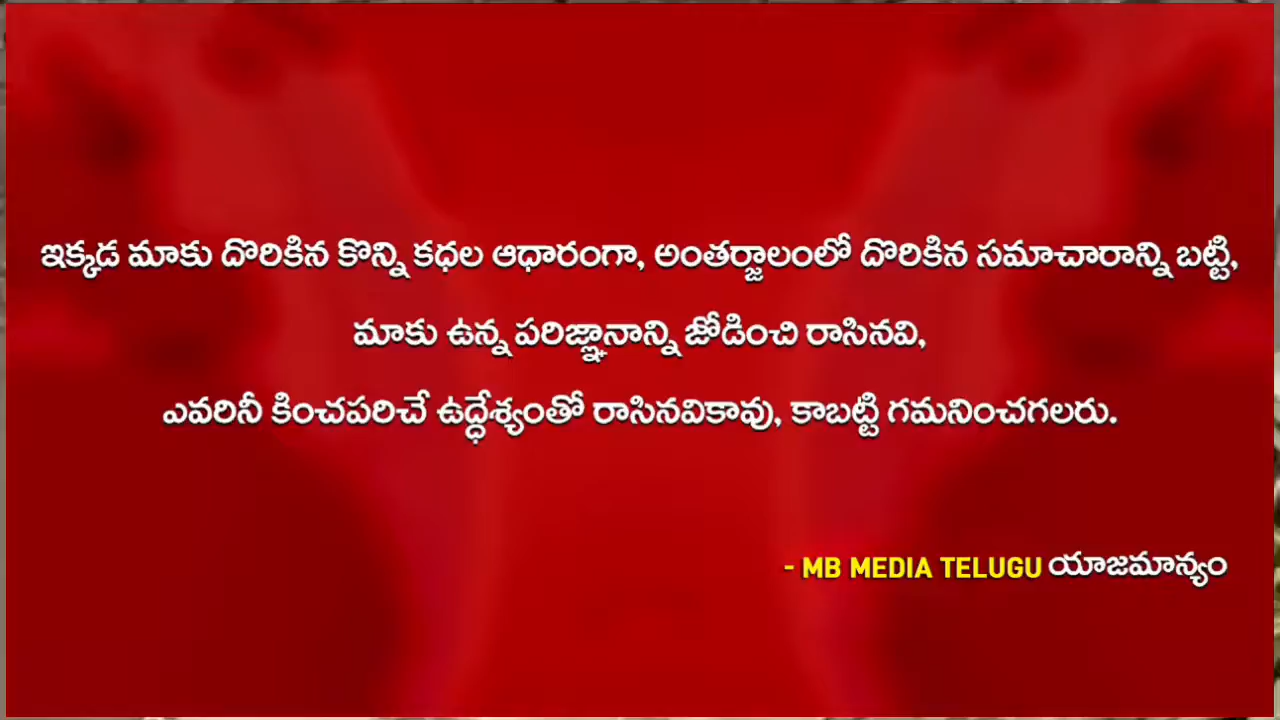 ఇక్కడ మాకు దొరికిన కొన్ని కధల ఆధారంగా, అంతర్జాలంలో దొరికిన సమాచారాన్ని బట్టి,
మాకు ఉన్న పరిజ్ఞానాన్ని జోడించి రాసినవి,
ఎవరినీ కించపరిచే ఉద్ధేశ్యంతో రాసినవికావు, కాబట్టి గమనించగలరు.
- MB MEDIA TELUGU యాజమాన్యం